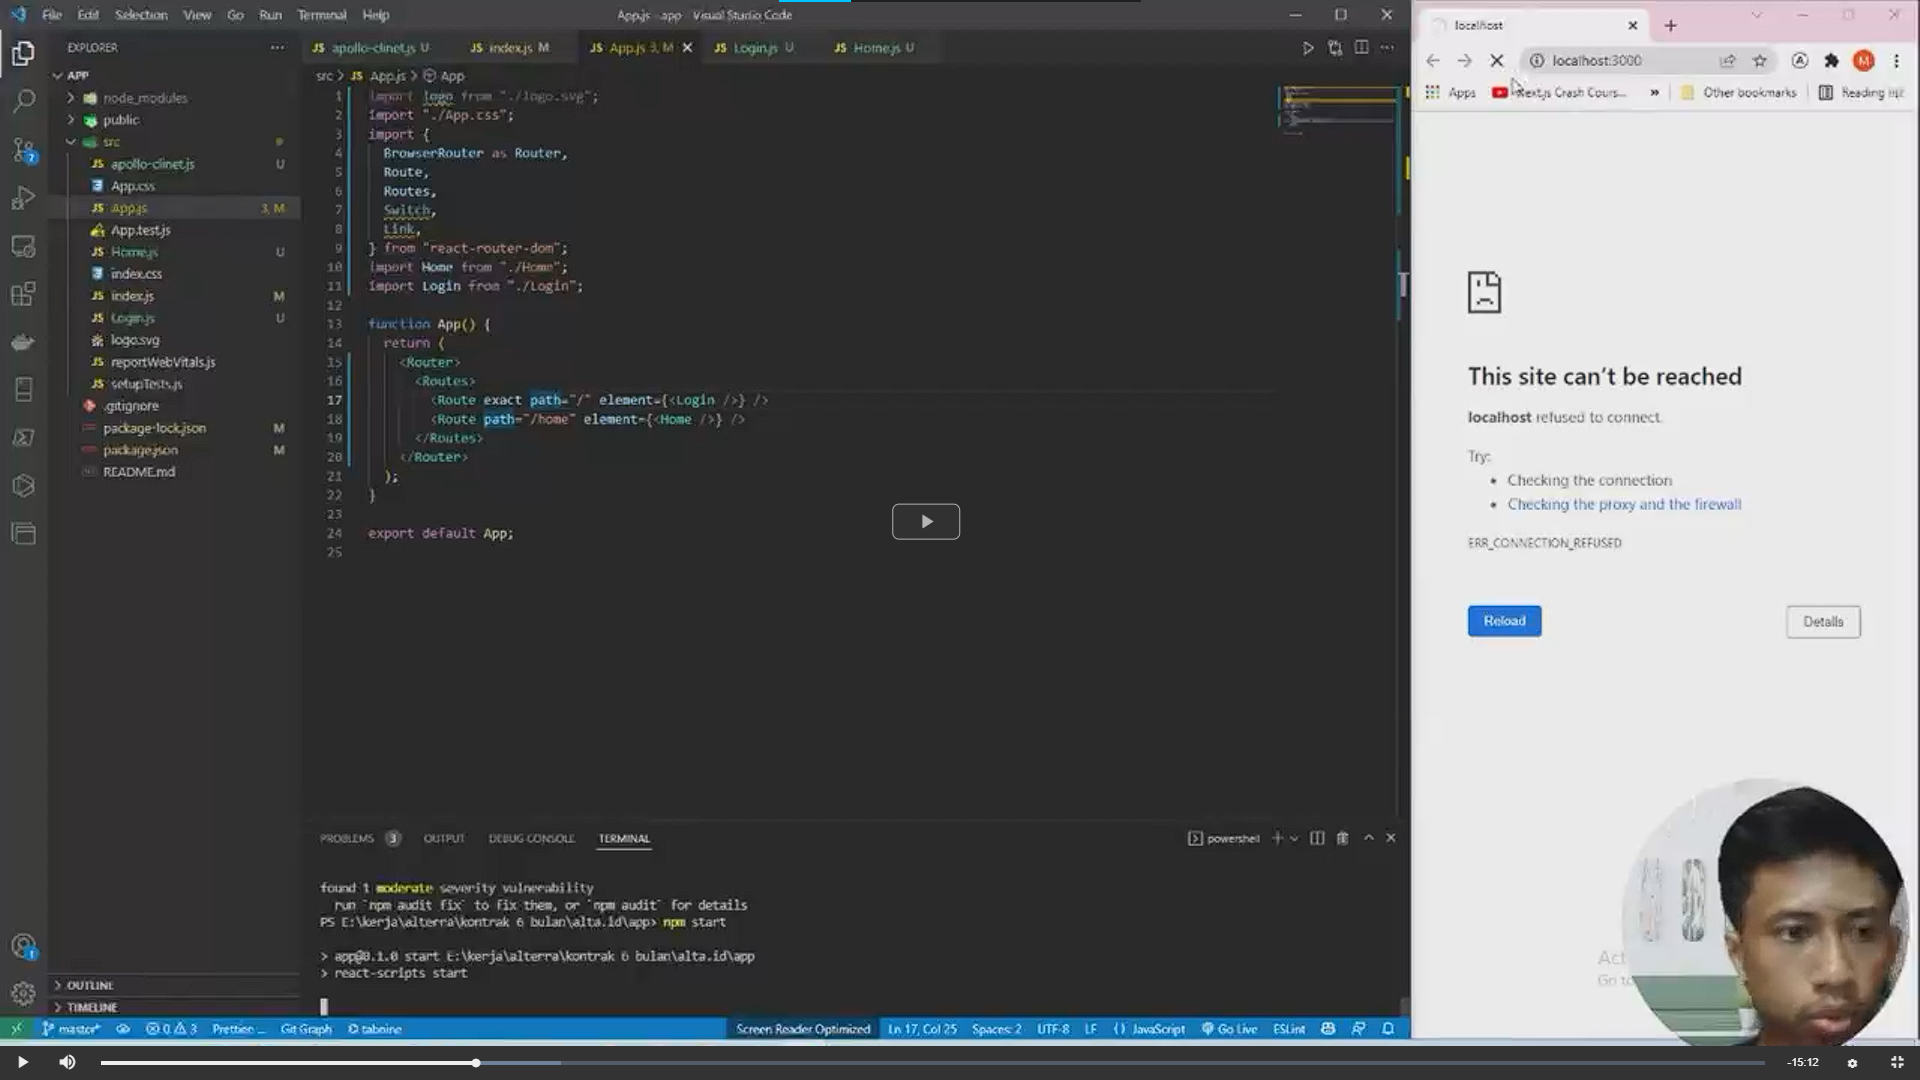 File Edit Selection View Go Run Terminal Help
App.js - app - Visual Studio Code
EXPLORER
APP
node_modules
public
src
apollo-clinet.js U
App.css
App.js 3, M
App.test.js
Home.js U
index.css
index.js M
Login.js U
logo.svg
reportWebVitals.js
setupTests.js
.gitignore
package-lock.json M
package.json M
README.md
OUTLINE
TIMELINE
apollo-clinet.js U
index.js M
App.js 3, M
Login.js U
Home.js U
src > JS App.js > App
1 import logo from "./logo.svg";
2 import "./App.css";
3 import {
4 BrowserRouter as Router,
5 Route,
6 Routes,
7 Switch,
8 Link,
9 } from "react-router-dom";
10 import Home from "./Home";
11 import Login from "./Login";
12
13 function App() {
14 return (
15 <Router>
16 <Routes>
17 <Route exact path="/" element={<Login />} />
18 <Route path="/home" element={<Home />} />
19 </Routes>
20 </Router>
21 );
22 }
23
24 export default App;
25
PROBLEMS 3 OUTPUT DEBUG CONSOLE TERMINAL
powershell
found 1 moderate severity vulnerability
run `npm audit fix` to fix them, or `npm audit` for details
PS E:\kerja\alterra\kontrak 6 bulan\alta.id\app> npm start
> app@0.1.0 start E:\kerja\alterra\kontrak 6 bulan\alta.id\app
> react-scripts start
master* 0 3 Prettier ... Git Graph tabnine
Screen Reader Optimized Ln 17, Col 25 Spaces: 2 UTF-8 LF {} JavaScript Go Live ESLint
localhost
localhost:3000
M
Apps
Next.js Crash Cours...
»
Other bookmarks
Reading list
This site can't be reached
localhost refused to connect.
Try:
• Checking the connection
• Checking the proxy and the firewall
ERR_CONNECTION_REFUSED
Reload
Details
Go to
-15:12